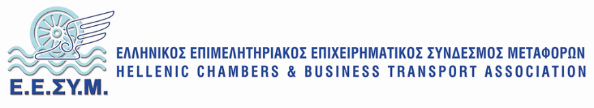 ΕΛΛΗΝΙΚΟΣ ΕΠΙΜΕΛΗΤΗΡΙΑΚΟΣ ΕΠΙΧΕΙΡΗΜΑΤΙΚΟΣ ΣΥΝΔΕΣΜΟΣ ΜΕΤΑΦΟΡΩΝ
HELLENIC CHAMBERS & BUSINESS TRANSPORT ASSOCIATION
Ε.Ε.ΣΥ.Μ.